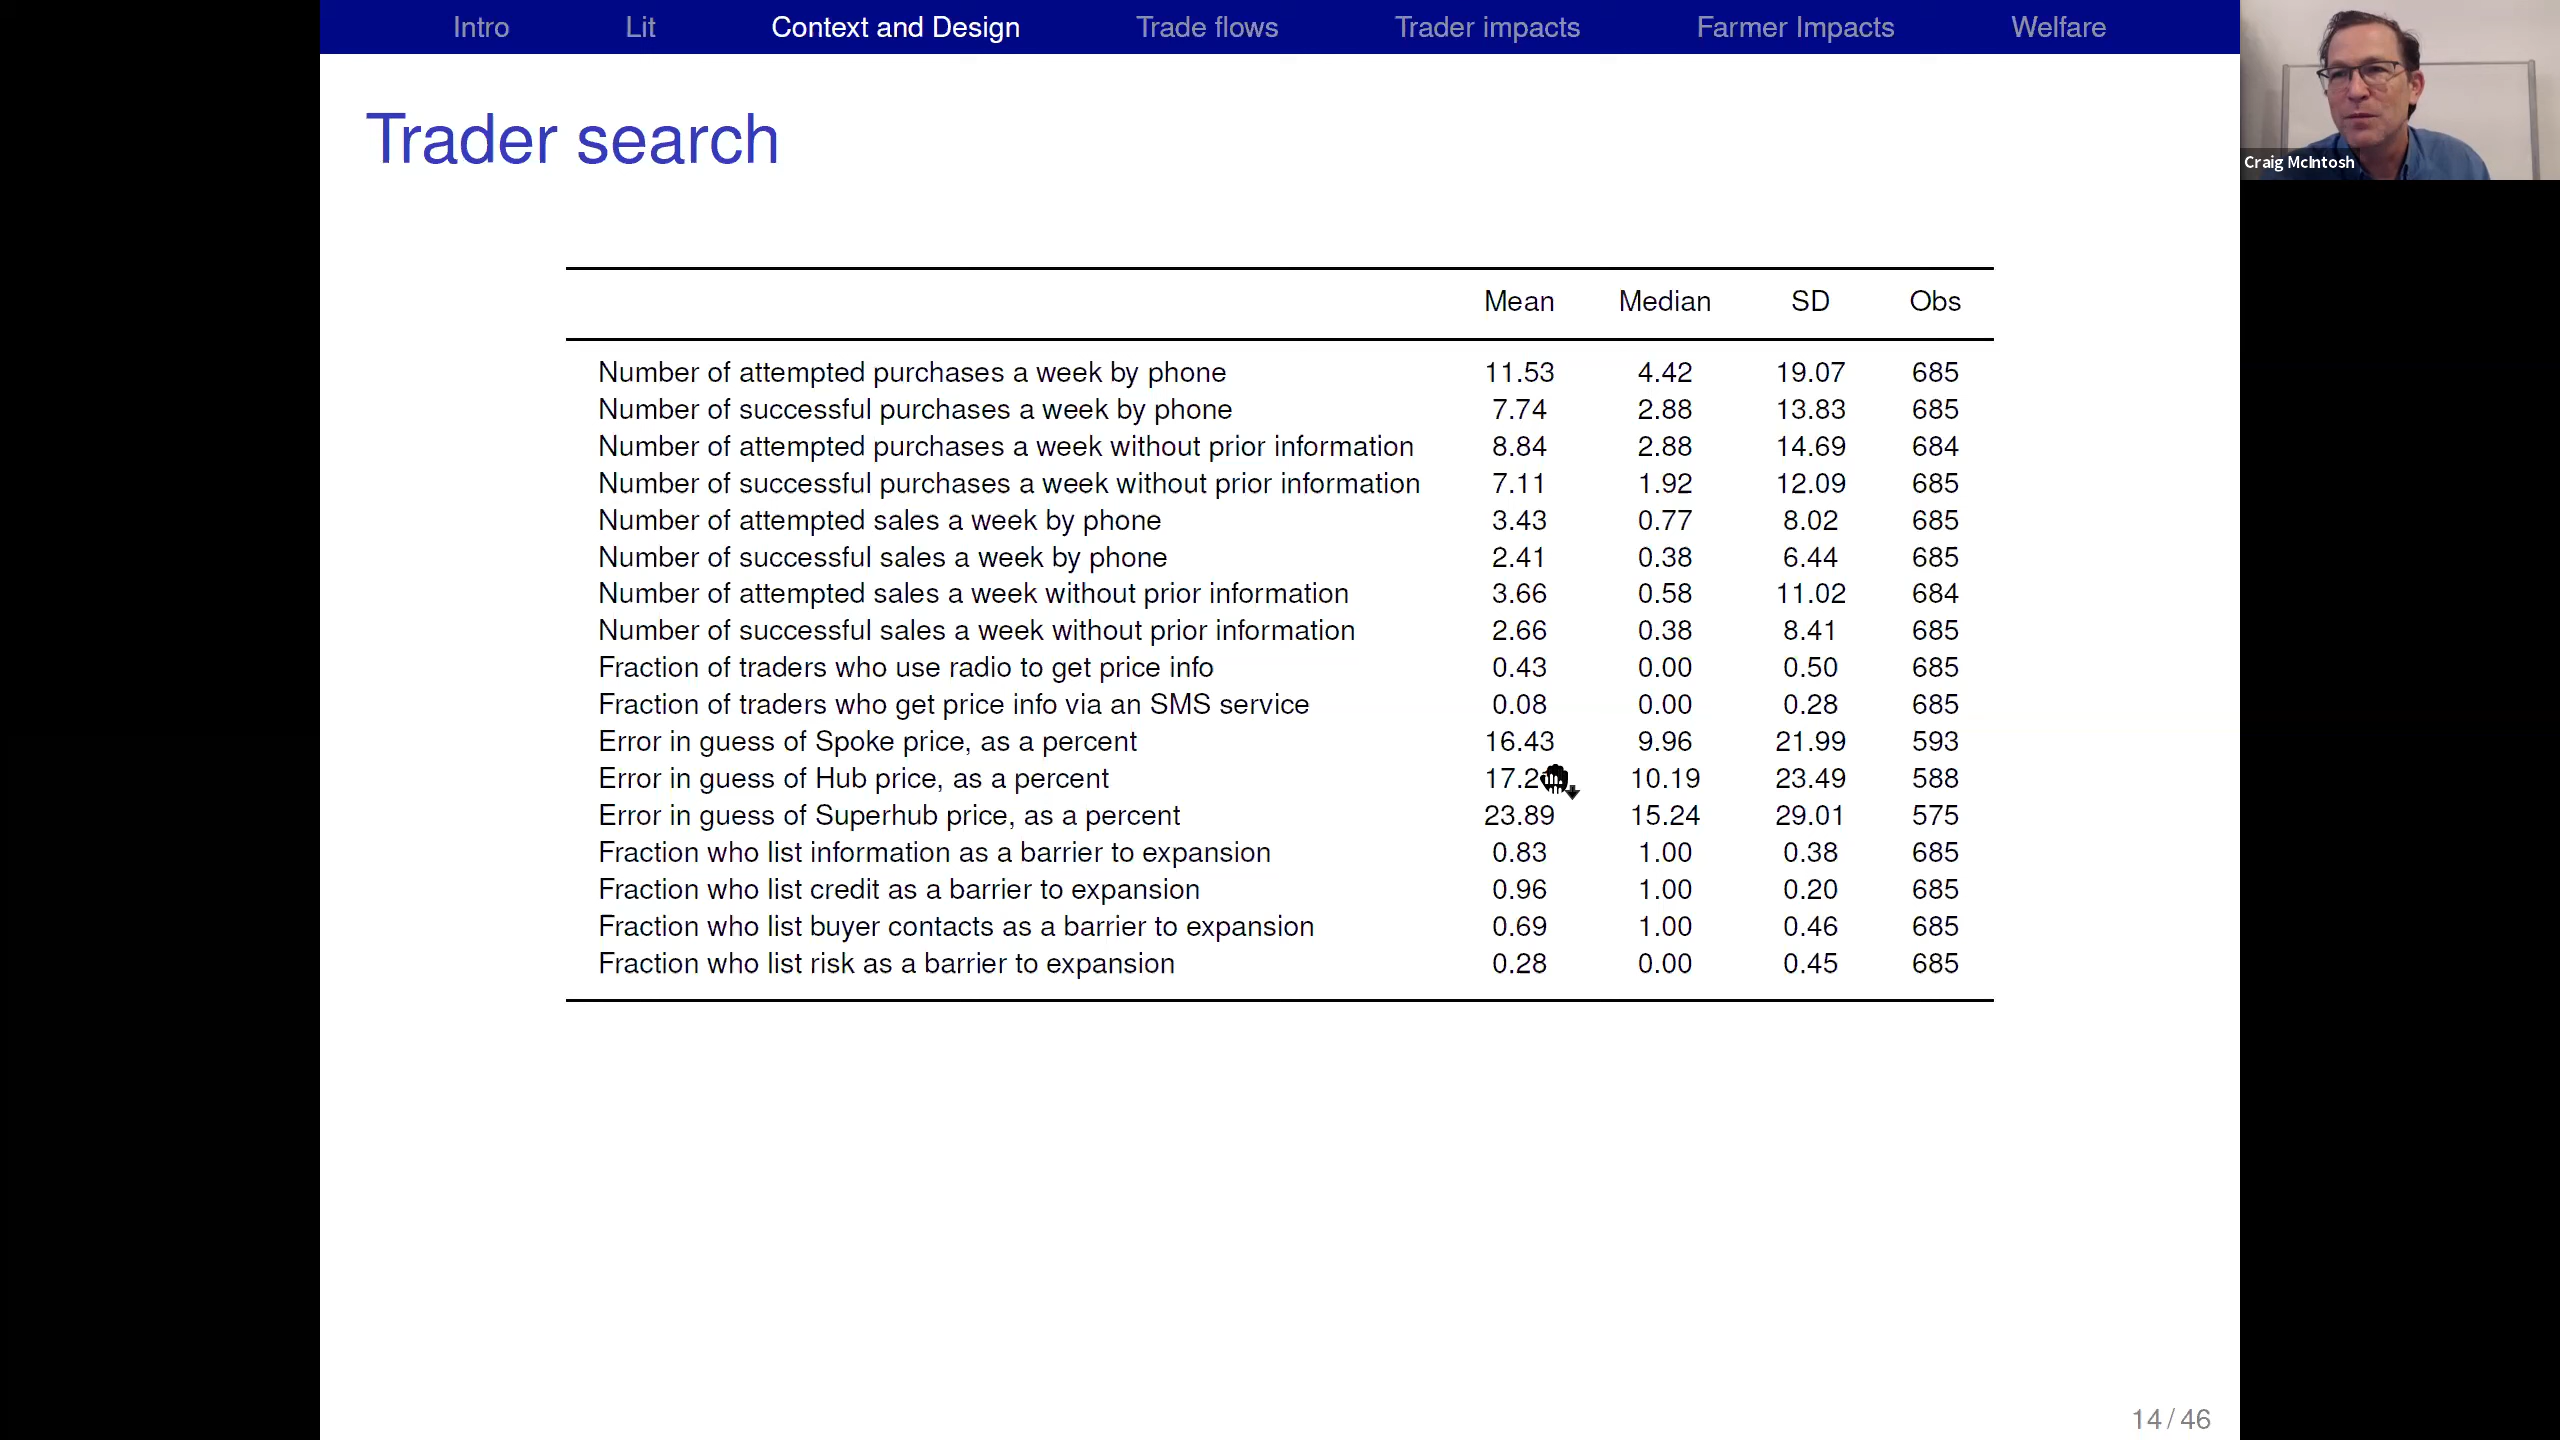 Intro Lit Context and Design Trade flows Trader impacts Farmer Impacts Welfare
Craig McIntosh
Trader search
Mean Median SD Obs
Number of attempted purchases a week by phone 11.53 4.42 19.07 685
Number of successful purchases a week by phone 7.74 2.88 13.83 685
Number of attempted purchases a week without prior information 8.84 2.88 14.69 684
Number of successful purchases a week without prior information 7.11 1.92 12.09 685
Number of attempted sales a week by phone 3.43 0.77 8.02 685
Number of successful sales a week by phone 2.41 0.38 6.44 685
Number of attempted sales a week without prior information 3.66 0.58 11.02 684
Number of successful sales a week without prior information 2.66 0.38 8.41 685
Fraction of traders who use radio to get price info 0.43 0.00 0.50 685
Fraction of traders who get price info via an SMS service 0.08 0.00 0.28 685
Error in guess of Spoke price, as a percent 16.43 9.96 21.99 593
Error in guess of Hub price, as a percent 10.19 23.49 588
Error in guess of Superhub price, as a percent 23.89 15.24 29.01 575
Fraction who list information as a barrier to expansion 0.83 1.00 0.38 685
Fraction who list credit as a barrier to expansion 0.96 1.00 0.20 685
Fraction who list buyer contacts as a barrier to expansion 0.69 1.00 0.46 685
Fraction who list risk as a barrier to expansion 0.28 0.00 0.45 685
14 / 46